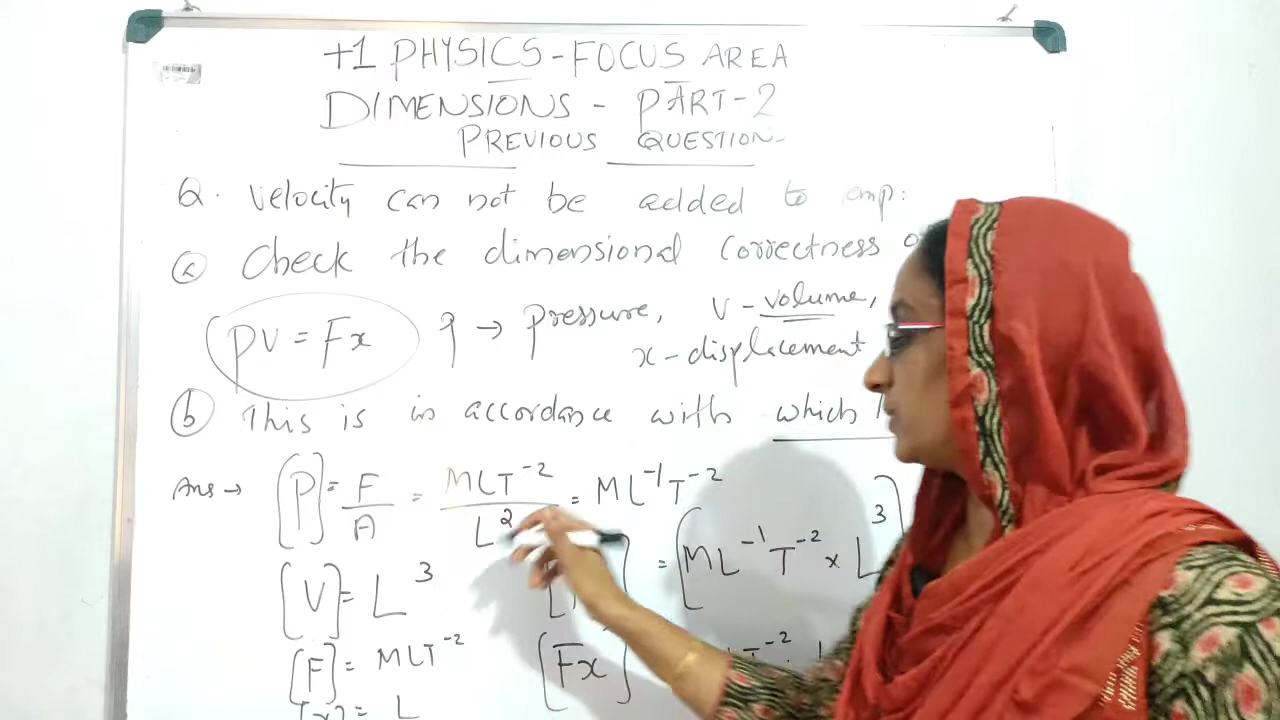 +1 PHYSICS - FOCUS AREA
DIMENSIONS - PART-2
PREVIOUS QUESTION
Q. Velocity can not be added to emp:
(a) Check the dimensional correctness
PV = Fx P → pressure, V - volume,
x - displacement
(b) This is in accordance with which
Ans → [P] = F/A = MLT⁻²/L² = ML⁻¹T⁻²
[V] = L³
= [ML⁻¹T⁻² × L³]
[F] = MLT⁻² [Fx]
[x] = L